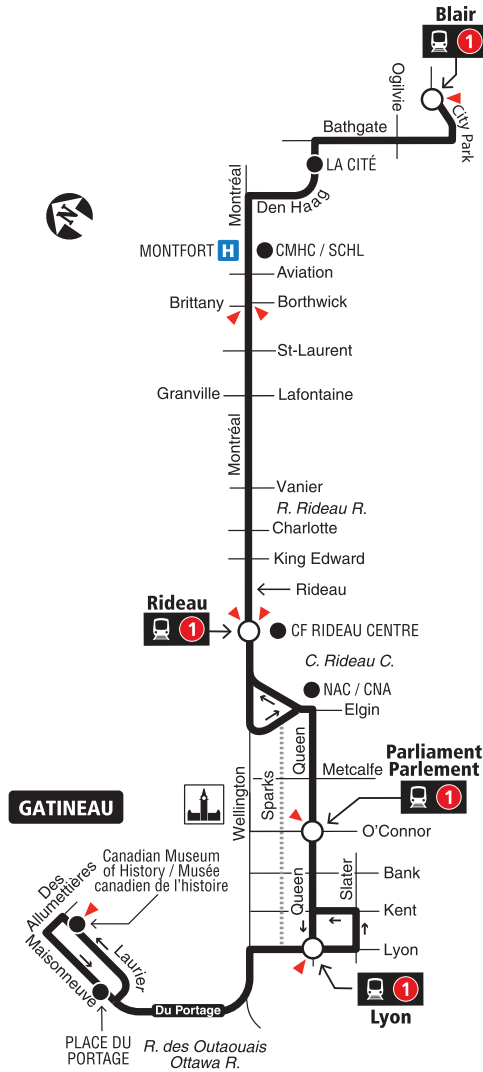 Blair
1
Ogilvie
City Park
Bathgate
LA CITÉ
Montréal
Den Haag
N
MONTFORT H
CMHC / SCHL
Aviation
Brittany
Borthwick
St-Laurent
Granville
Lafontaine
Montréal
Vanier
R. Rideau R.
Charlotte
King Edward
Rideau
Rideau
1
CF RIDEAU CENTRE
C. Rideau C.
NAC / CNA
Elgin
Queen
Wellington
Sparks
Metcalfe
Parliament
Parlement
1
GATINEAU
O'Connor
Canadian Museum
of History / Musée
canadien de l'histoire
Des
Allumettières
Bank
Queen
Slater
Kent
Laurier
Maisonneuve
Lyon
1
Lyon
Du Portage
PLACE DU
PORTAGE
R. des Outaouais
Ottawa R.